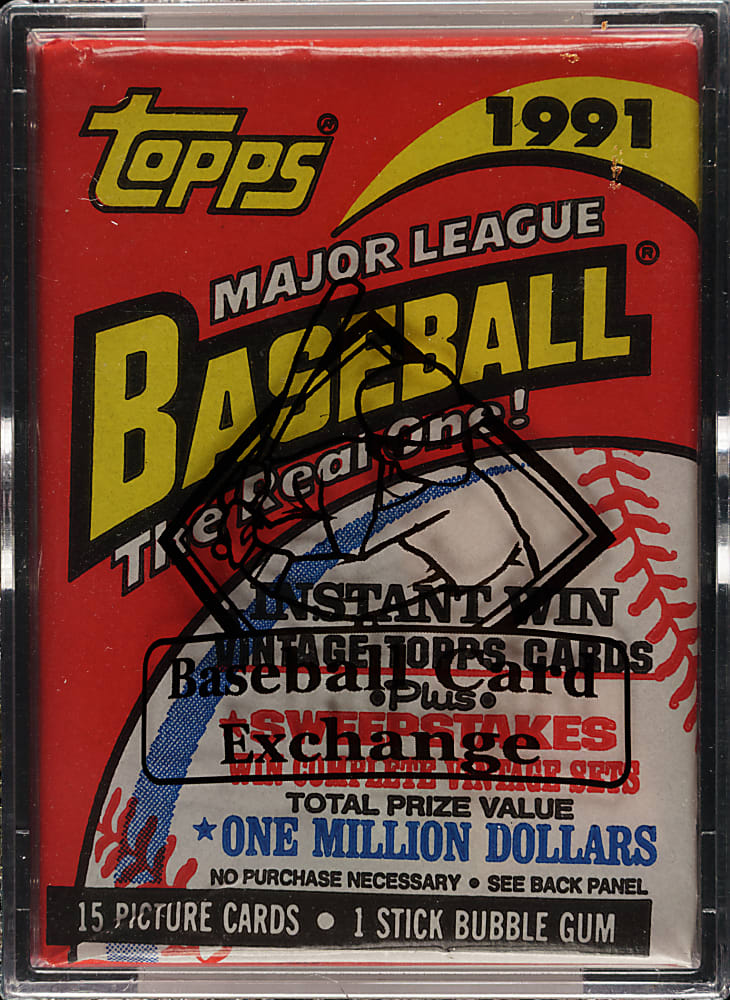 TOPPS®
1991
MAJOR LEAGUE
BASEBALL®
The Real One!
INSTANT WIN
VINTAGE TOPPS CARDS
Baseball Card
•Plus•
★SWEEPSTAKES
Exchange
WIN COMPLETE VINTAGE SETS
TOTAL PRIZE VALUE
★ONE MILLION DOLLARS
NO PURCHASE NECESSARY • SEE BACK PANEL
15 PICTURE CARDS • 1 STICK BUBBLE GUM